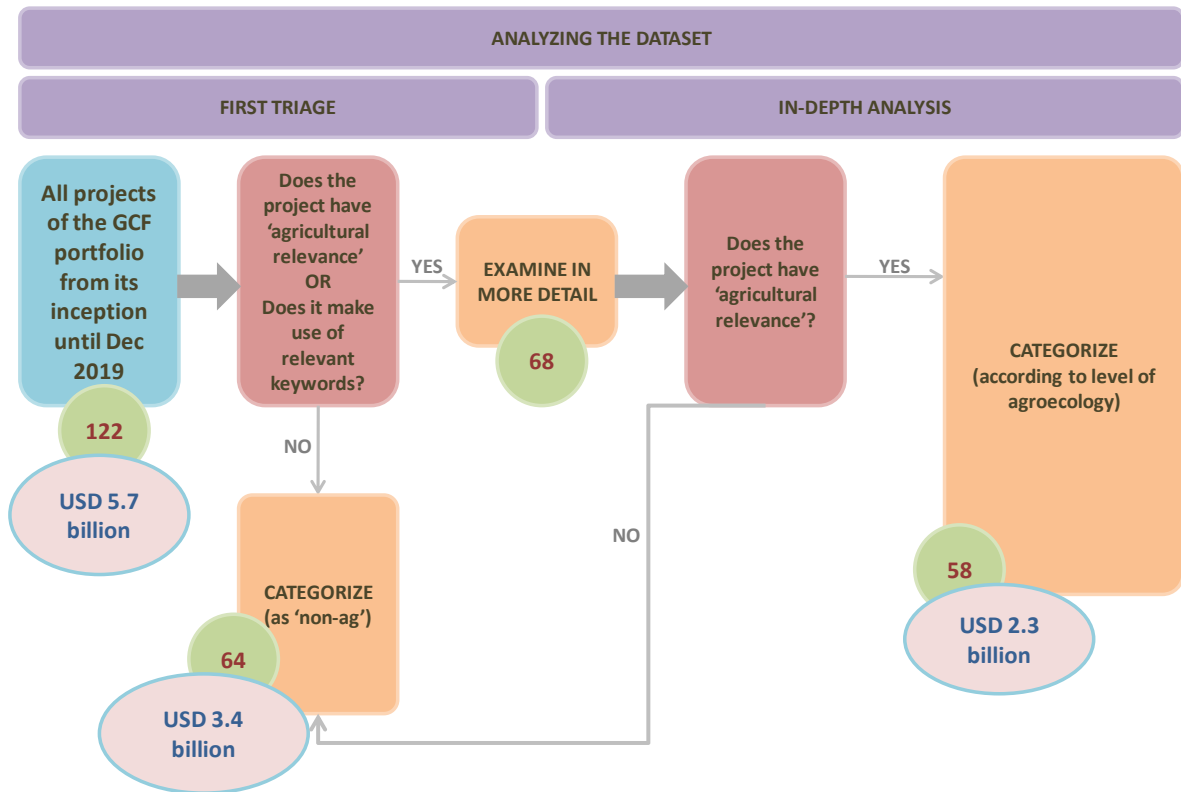 ANALYZING THE DATASET
FIRST TRIAGE
IN-DEPTH ANALYSIS
All projects
of the GCF
portfolio
from its
inception
until Dec
2019
122
USD 5.7
billion
Does the
project have
‘agricultural
relevance’
OR
Does it make
use of
relevant
keywords?
YES
NO
EXAMINE IN
MORE DETAIL
68
Does the
project have
‘agricultural
relevance’?
YES
NO
CATEGORIZE
(according to level of
agroecology)
58
USD 2.3
billion
CATEGORIZE
(as ‘non-ag’)
64
USD 3.4
billion